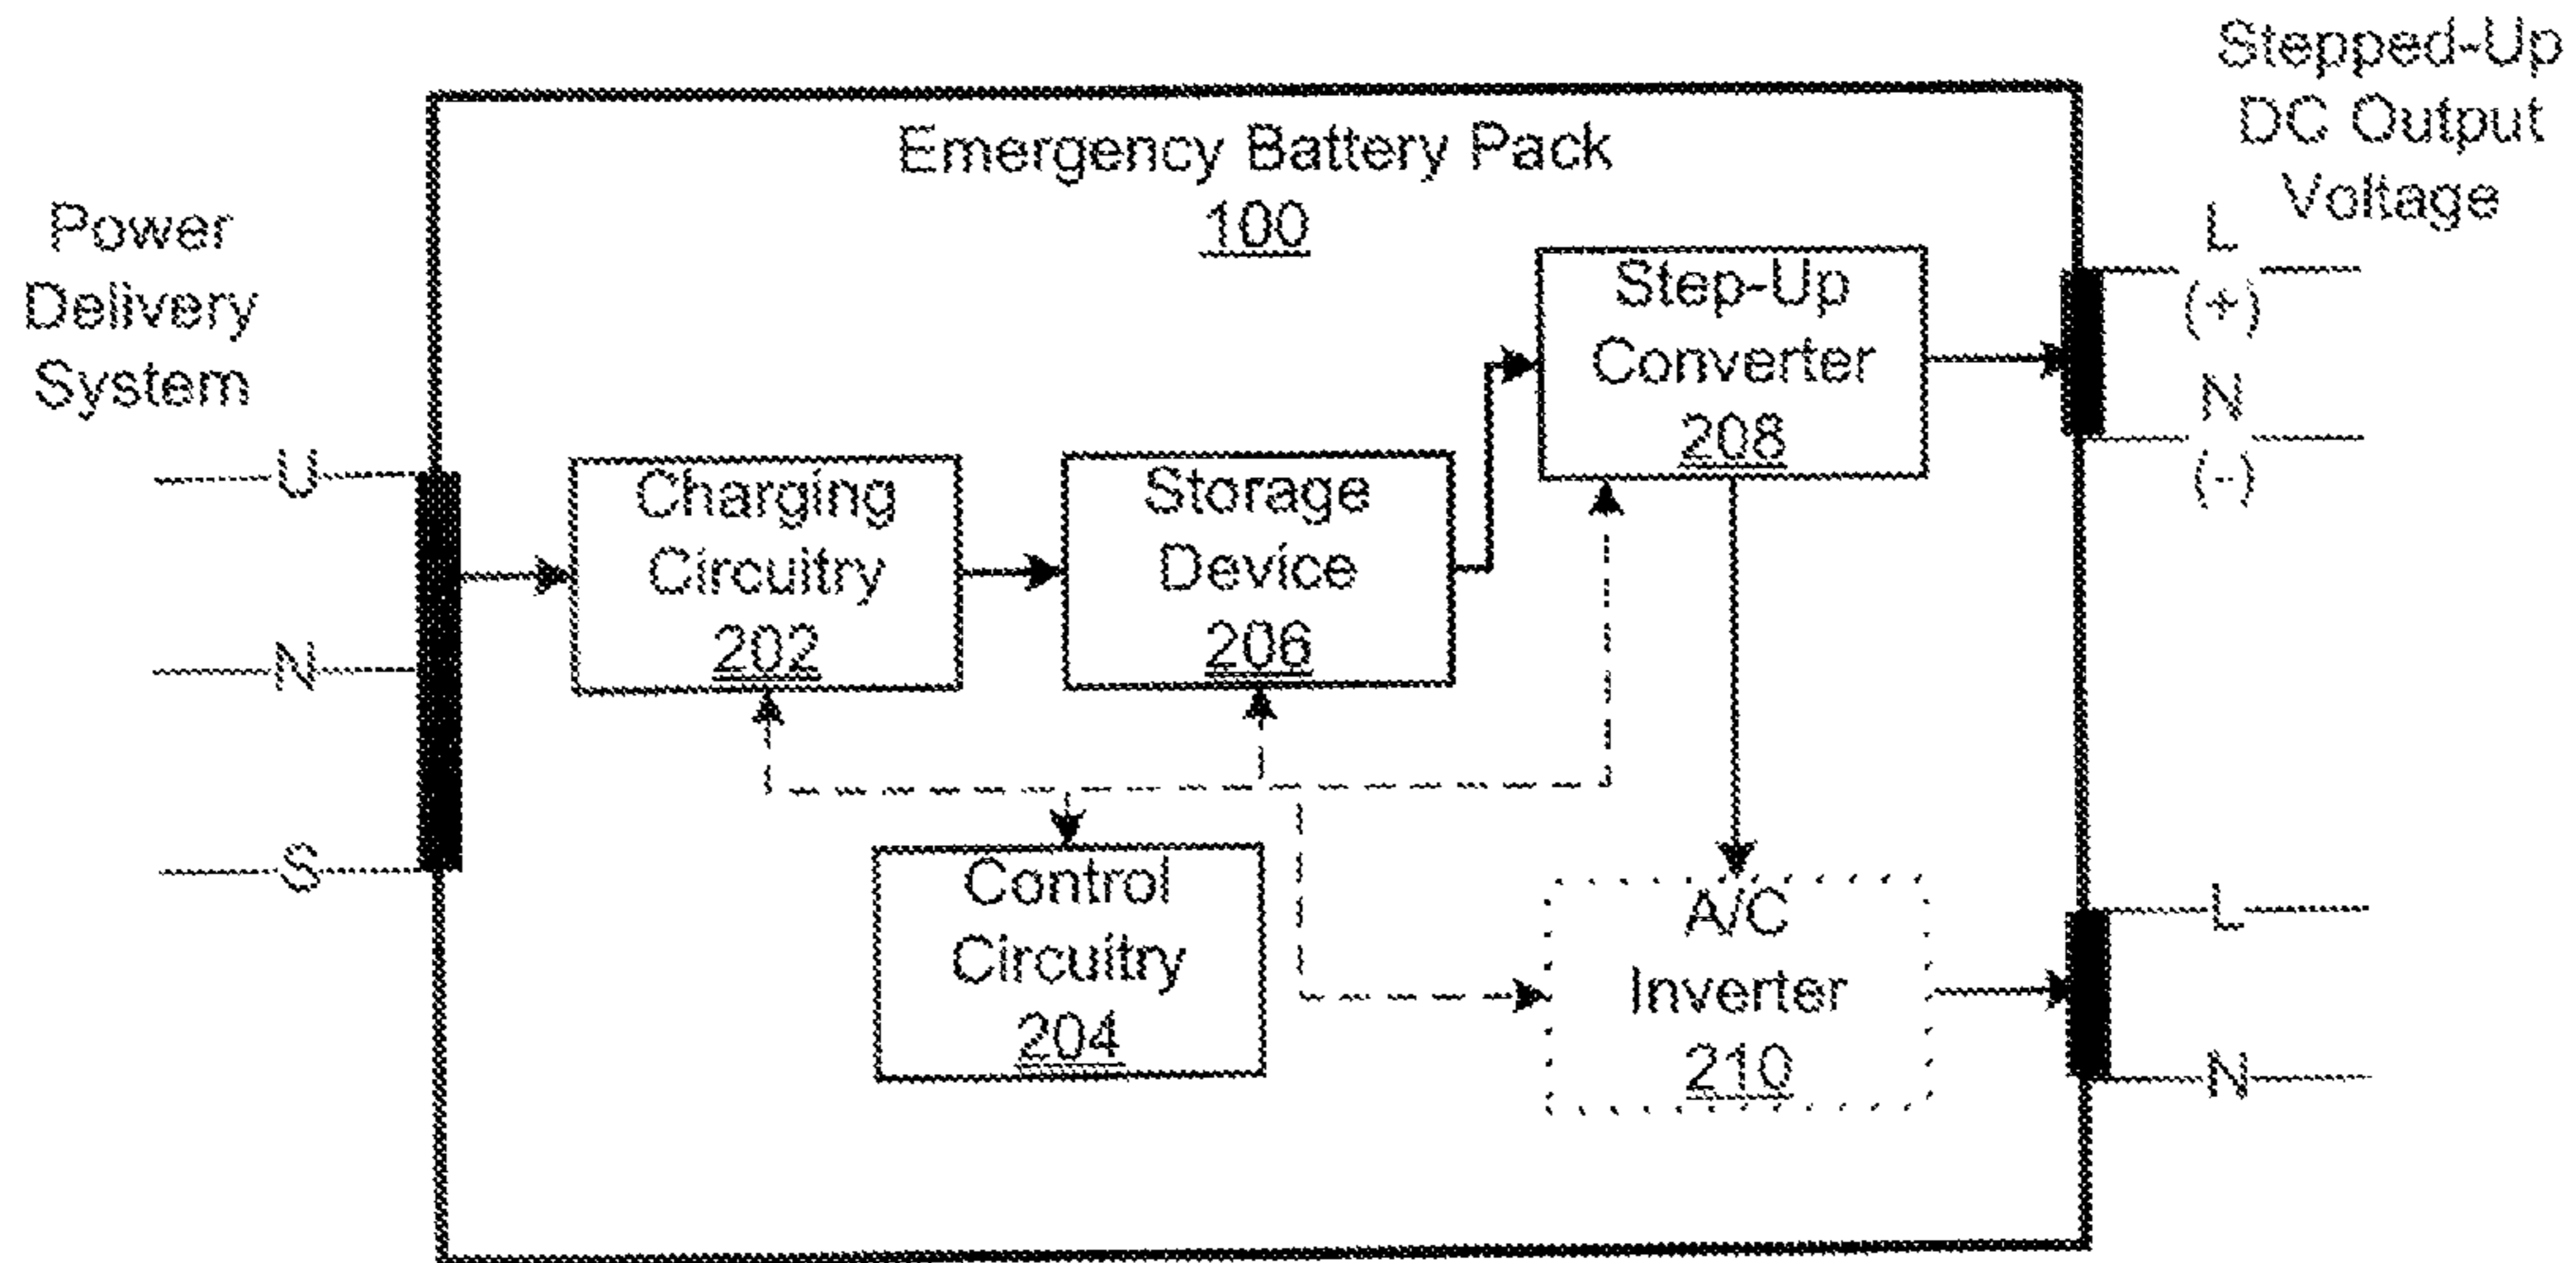 Stepped-Up
DC Output
Voltage
Emergency Battery Pack
100
Power
Delivery
System
U
N
S
Charging
Circuitry
202
Storage
Device
206
Step-Up
Converter
208
L
(+)
N
(-)
Control
Circuitry
204
A/C
Inverter
210
L
N